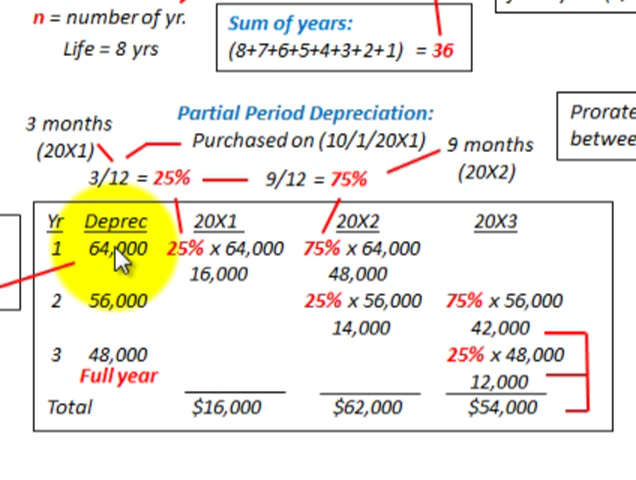 n = number of yr.
Life = 8 yrs
Sum of years:
(8+7+6+5+4+3+2+1) = 36
Partial Period Depreciation:
3 months
(20X1)
Purchased on (10/1/20X1)
9 months
(20X2)
Prorate
betwee
3/12 = 25%
9/12 = 75%
Yr Deprec 20X1 20X2 20X3
1 64,000 25% x 64,000 75% x 64,000
16,000 48,000
2 56,000 25% x 56,000 75% x 56,000
14,000 42,000
3 48,000 25% x 48,000
Full year 12,000
Total $16,000 $62,000 $54,000